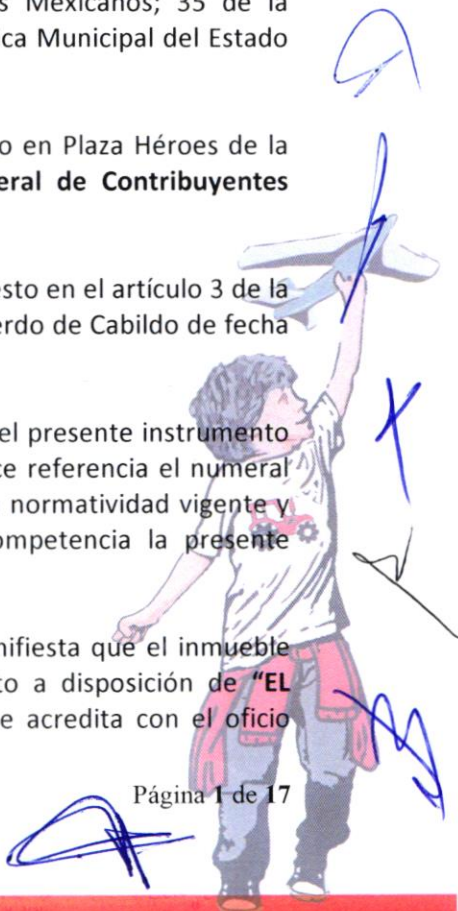 s Mexicanos; 35 de la
ica Municipal del Estado
o en Plaza Héroes de la
eral de Contribuyentes
esto en el artículo 3 de la
erdo de Cabildo de fecha
el presente instrumento
ce referencia el numeral
normatividad vigente y
ompetencia la presente
nifiesta que el inmueble
to a disposición de "EL
e acredita con el oficio
Página 1 de 17